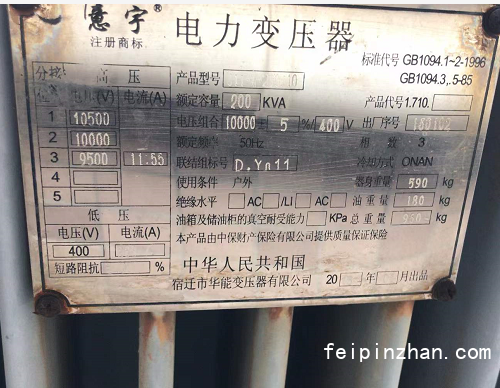 意宇®
注册商标
电力变压器
标准代号 GB1094.1~2-1996
GB1094.3,.5-85
分接位置
高压
电压(V) 电流(A)
1 10500
2 10000
3 9500 11.55
4
5
低压
电压(V) 电流(A)
400
短路阻抗 %
产品型号
额定容量 200 KVA
产品代号 1.710.
电压组合 10000 ± 5 %/ 400 V
出厂序号
额定频率 50Hz
相数 3
联结组标号 D.Yn11
冷却方式 ONAN
使用条件 户外
器身重量 590 kg
绝缘水平 AC /LI AC
油重量 180 kg
油箱及储油柜的真空耐受能力 KPa
总重量 kg
本产品由中保财产保险有限公司提供质量保证保险
中华人民共和国
宿迁市华能变压器有限公司
20 年 月出品
feipinzhan.com